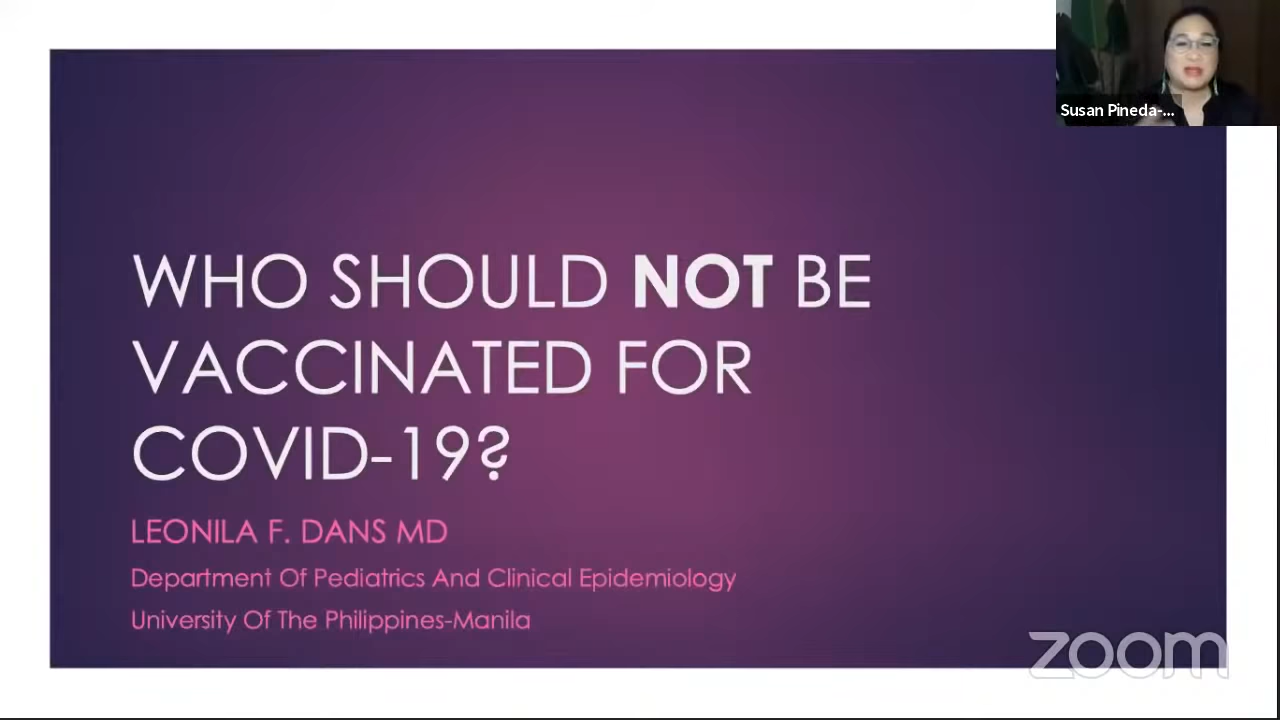 Susan Pineda-...
WHO SHOULD NOT BE
VACCINATED FOR
COVID-19?
LEONILA F. DANS MD
Department Of Pediatrics And Clinical Epidemiology
University Of The Philippines-Manila
zoom